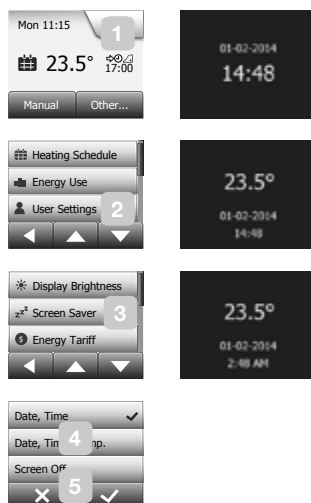 Mon 11:15
1
23.5°
17:00
Manual Other...
01-02-2014
14:48
Heating Schedule
Energy Use
User Settings
2
23.5°
01-02-2014
14:48
Display Brightness
Screen Saver
3
Energy Tariff
23.5°
01-02-2014
2:48 AM
Date, Time
Date, Tim
4
p.
Screen Off
5